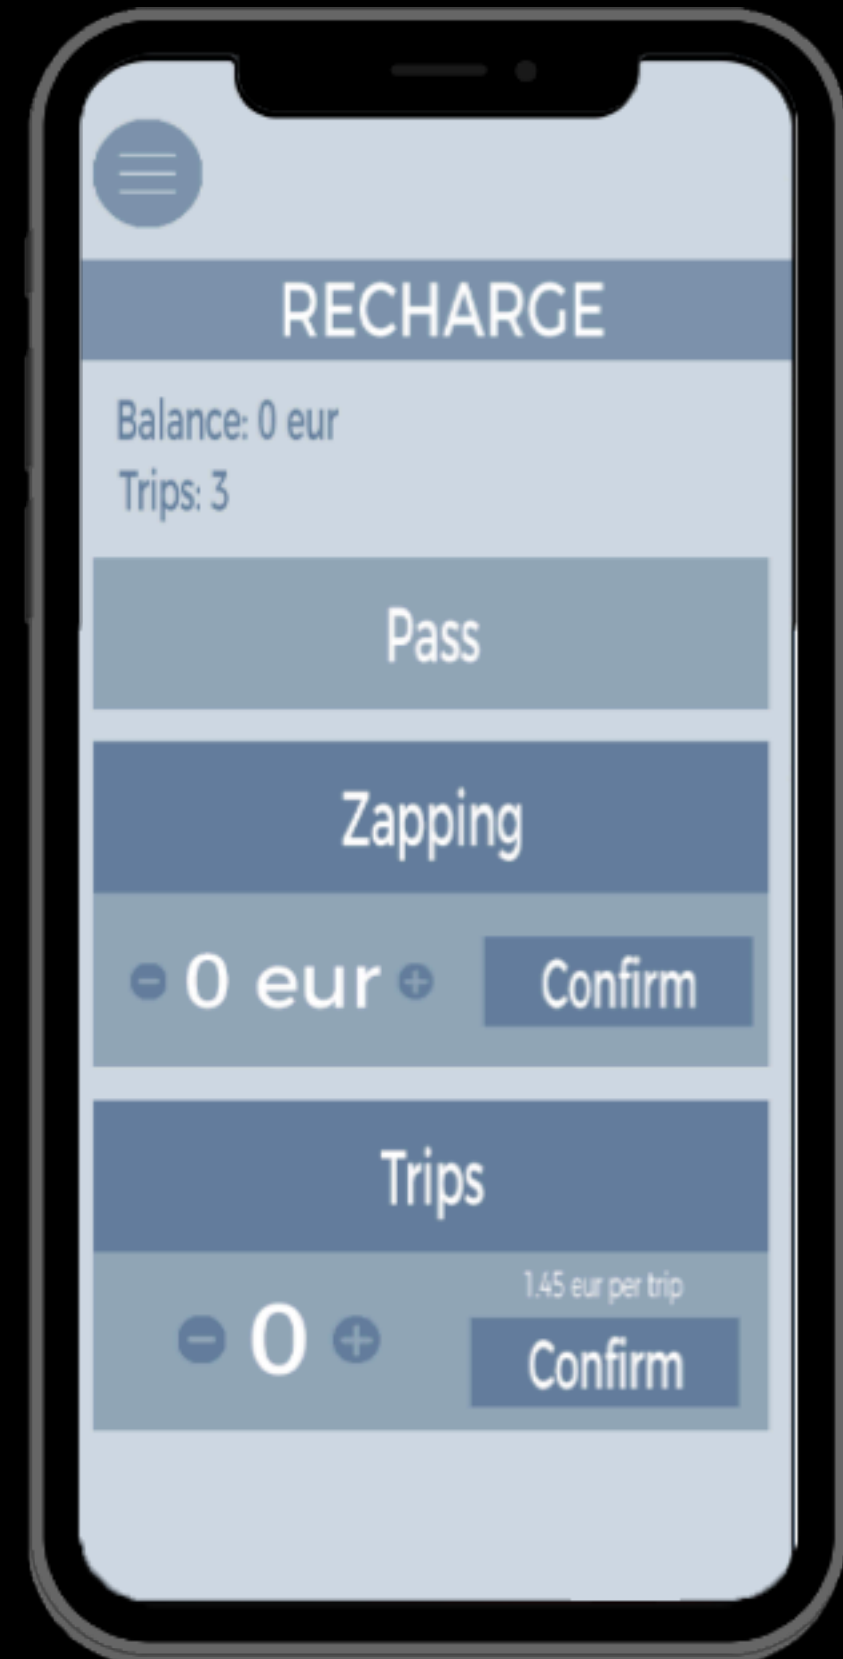 RECHARGE
Balance: 0 eur
Trips: 3
Pass
Zapping
0 eur
Confirm
Trips
1.45 eur per trip
0
Confirm